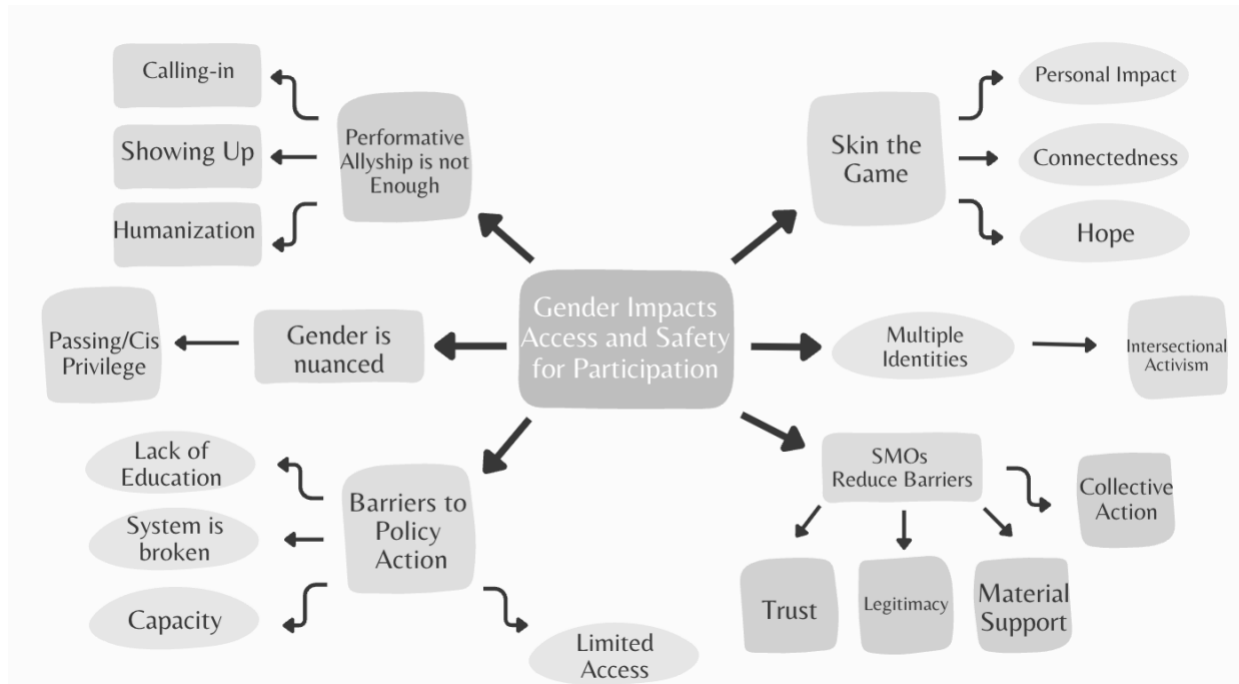 Calling-in
Showing Up
Humanization
Performative
Allyship is not
Enough
Skin the
Game
Personal Impact
Connectedness
Hope
Gender Impacts
Access and Safety
for Participation
Passing/Cis
Privilege
Gender is
nuanced
Multiple
Identities
Intersectional
Activism
Lack of
Education
System is
broken
Capacity
Barriers to
Policy
Action
Limited
Access
SMOs
Reduce Barriers
Collective
Action
Trust
Legitimacy
Material
Support